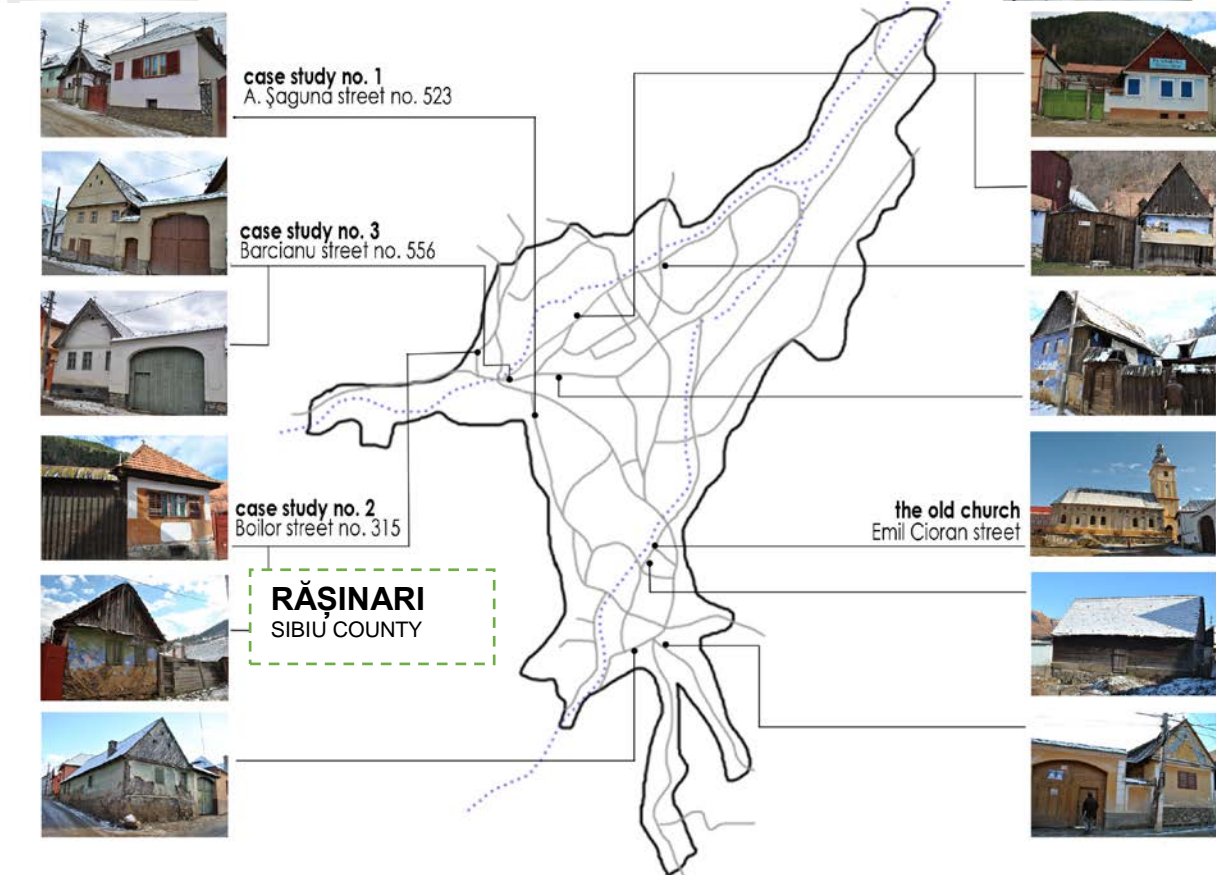 case study no. 1
A. Şaguna street no. 523
case study no. 3
Barcianu street no. 556
case study no. 2
Boilor street no. 315
the old church
Emil Cioran street
RĂȘINARI
SIBIU COUNTY